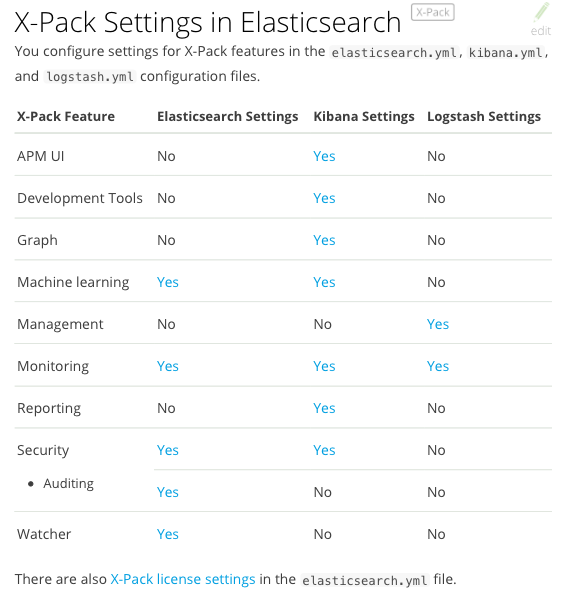 X-Pack Settings in Elasticsearch X-Pack edit
You configure settings for X-Pack features in the elasticsearch.yml, kibana.yml,
and logstash.yml configuration files.
X-Pack Feature Elasticsearch Settings Kibana Settings Logstash Settings
APM UI No Yes No
Development Tools No Yes No
Graph No Yes No
Machine learning Yes Yes No
Management No No Yes
Monitoring Yes Yes Yes
Reporting No Yes No
Security Yes Yes No
• Auditing Yes No No
Watcher Yes No No
There are also X-Pack license settings in the elasticsearch.yml file.